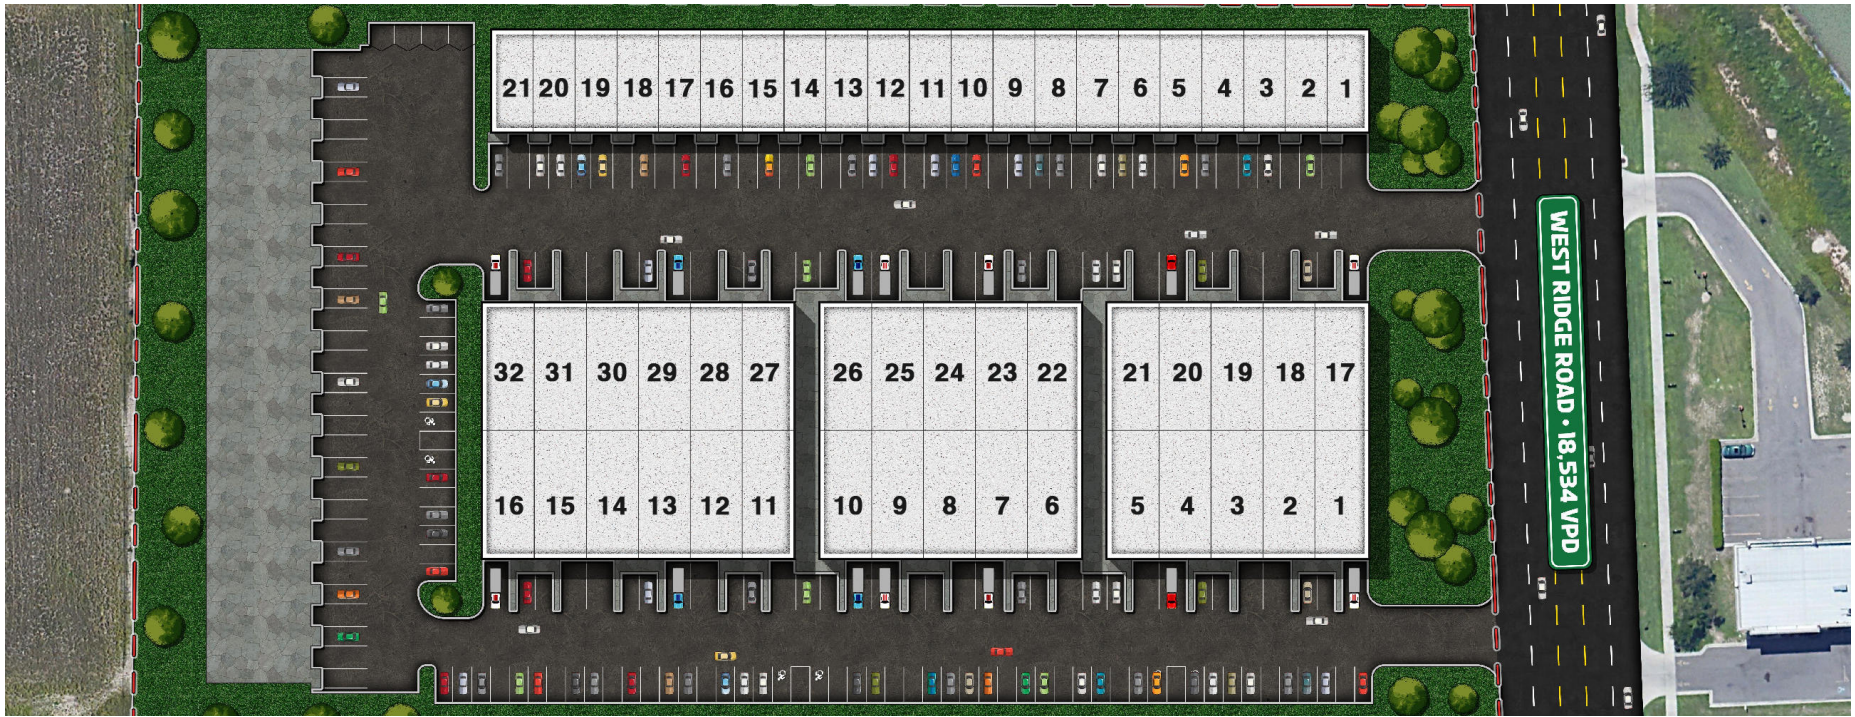 21 20 19 18 17 16 15 14 13 12 11 10 9 8 7 6 5 4 3 2 1
32 31 30 29 28 27 26 25 24 23 22 21 20 19 18 17
16 15 14 13 12 11 10 9 8 7 6 5 4 3 2 1
WEST RIDGE ROAD • 18,534 VPD